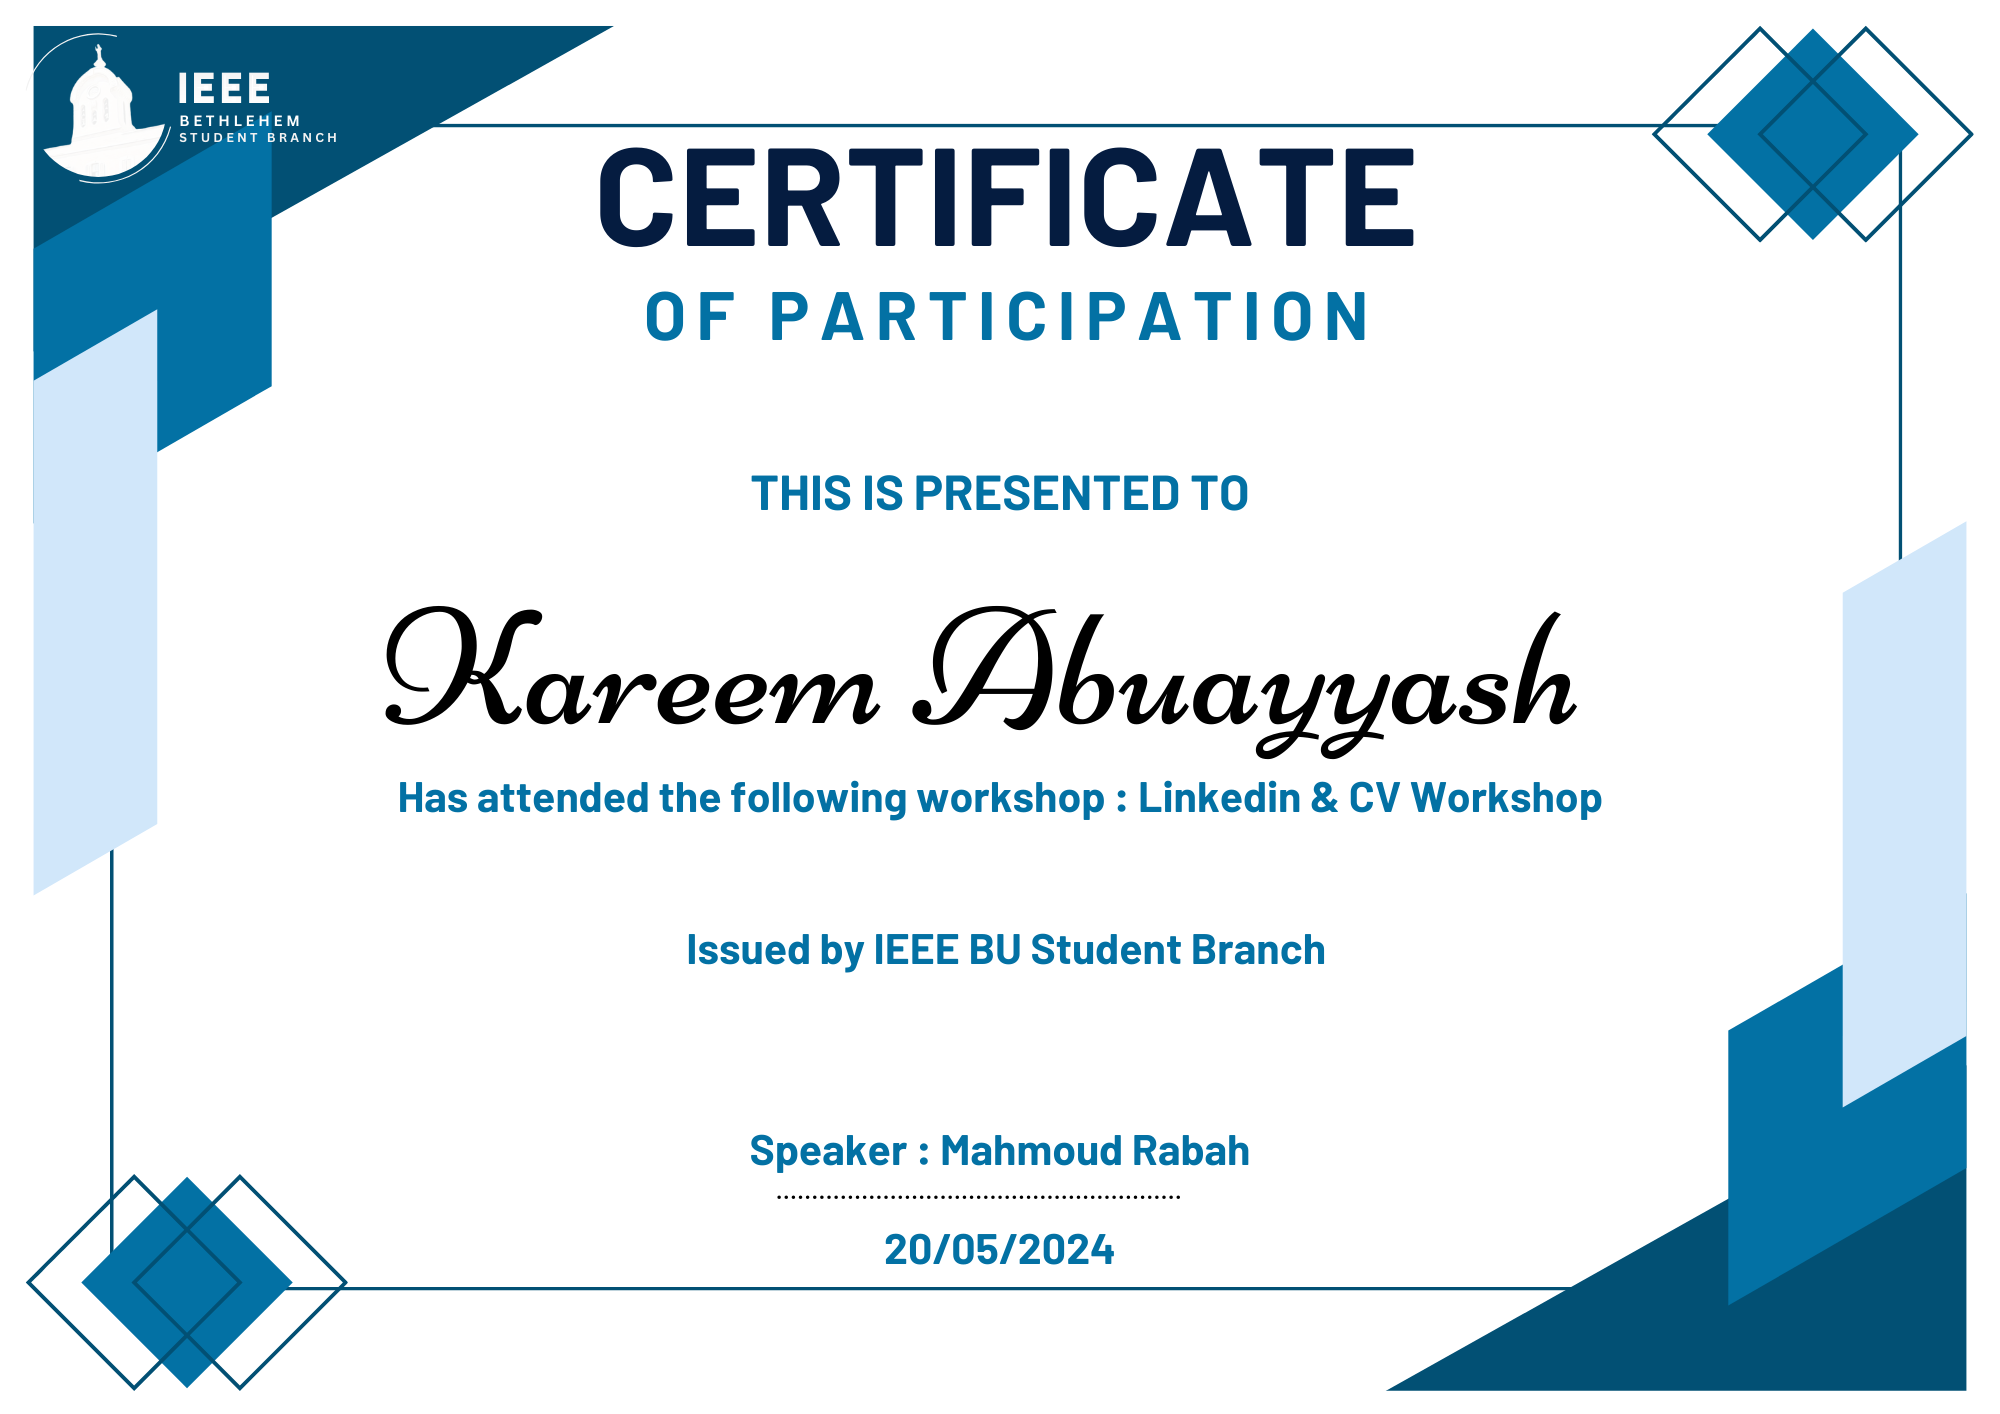 IEEE
BETHLEHEM
STUDENT BRANCH
CERTIFICATE
OF PARTICIPATION
THIS IS PRESENTED TO
Kareem Abuayyash
Has attended the following workshop : Linkedin & CV Workshop
Issued by IEEE BU Student Branch
Speaker : Mahmoud Rabah
20/05/2024